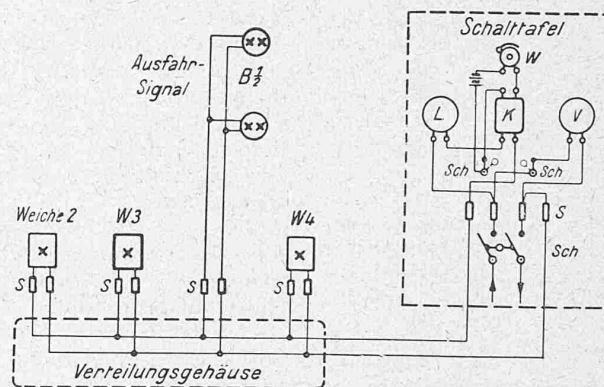 Schalttafel
W
Ausfahr-
Signal
B½
L
K
V
Sch
Sch
Weiche 2
W3
W4
S
S
S
S
S
Sch
Verteilungsgehäuse